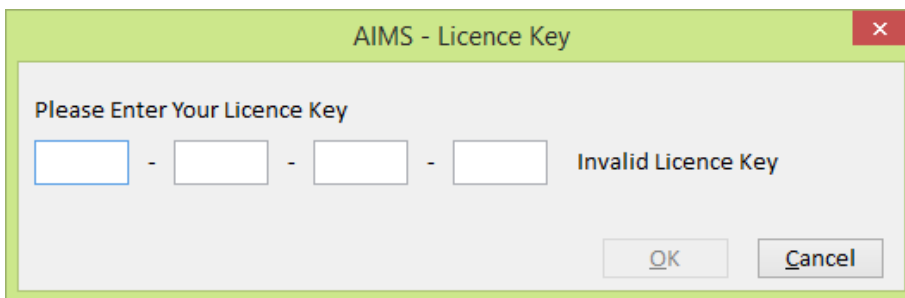 AIMS - Licence Key
Please Enter Your Licence Key
- - - Invalid Licence Key
OK Cancel